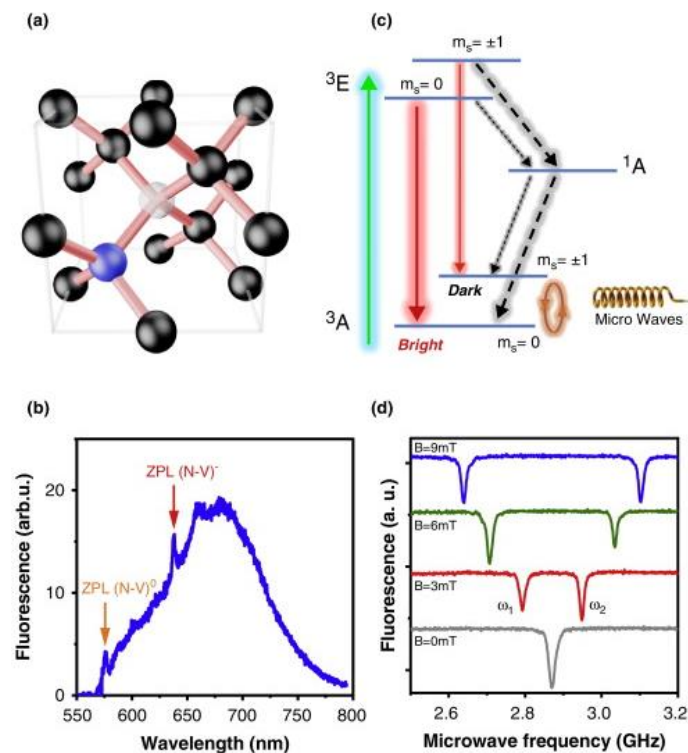 (a)
(c)
mₛ= ±1
³E
mₛ= 0
¹A
mₛ= ±1
Dark
³A
Micro Waves
Bright
mₛ= 0
(b)
(d)
Fluorescence (arb.u.)
20
10
0
ZPL (N-V)⁻
ZPL (N-V)⁰
550 600 650 700 750 800
Wavelength (nm)
Fluorescence (a. u.)
B=9mT
B=6mT
B=3mT
ω₁ ω₂
B=0mT
2.6 2.8 3.0 3.2
Microwave frequency (GHz)